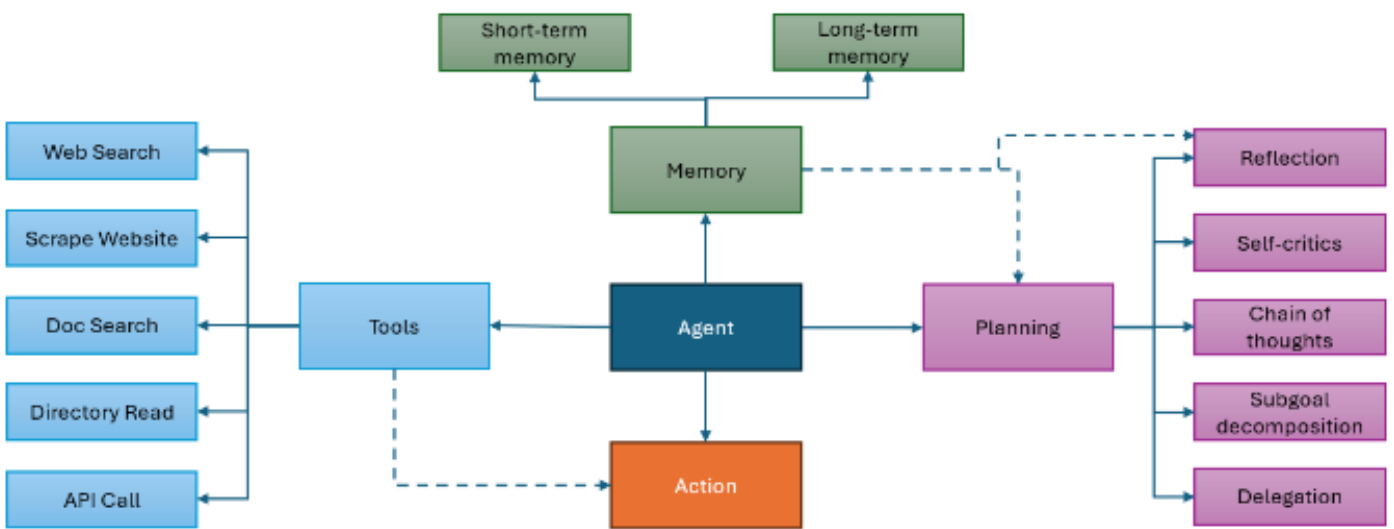 Short-term
memory
Long-term
memory
Web Search
Memory
Reflection
Scrape Website
Self-critics
Doc Search
Tools
Agent
Planning
Chain of
thoughts
Directory Read
Subgoal
decomposition
API Call
Action
Delegation